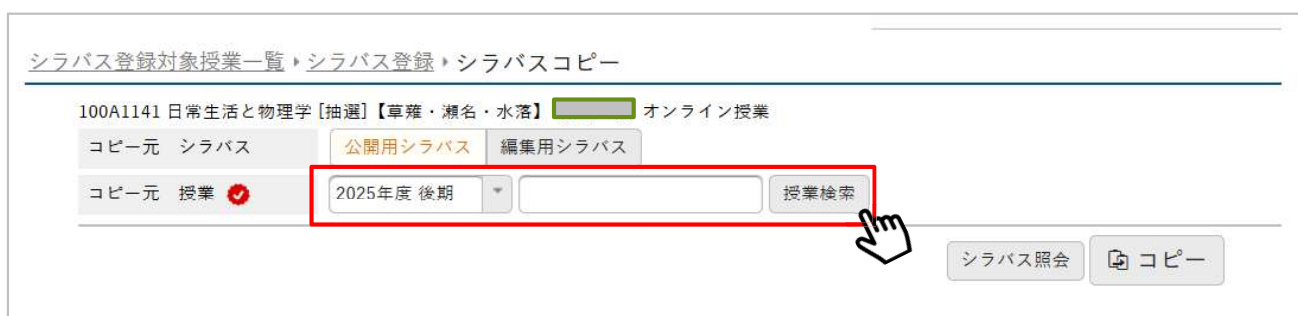 シラバス登録対象授業一覧 › シラバス登録 › シラバスコピー
100A1141 日常生活と物理学 [抽選]【草薙・瀬名・水落】 オンライン授業
コピー元 シラバス 公開用シラバス 編集用シラバス
コピー元 授業 2025年度 後期 授業検索
シラバス照会 コピー